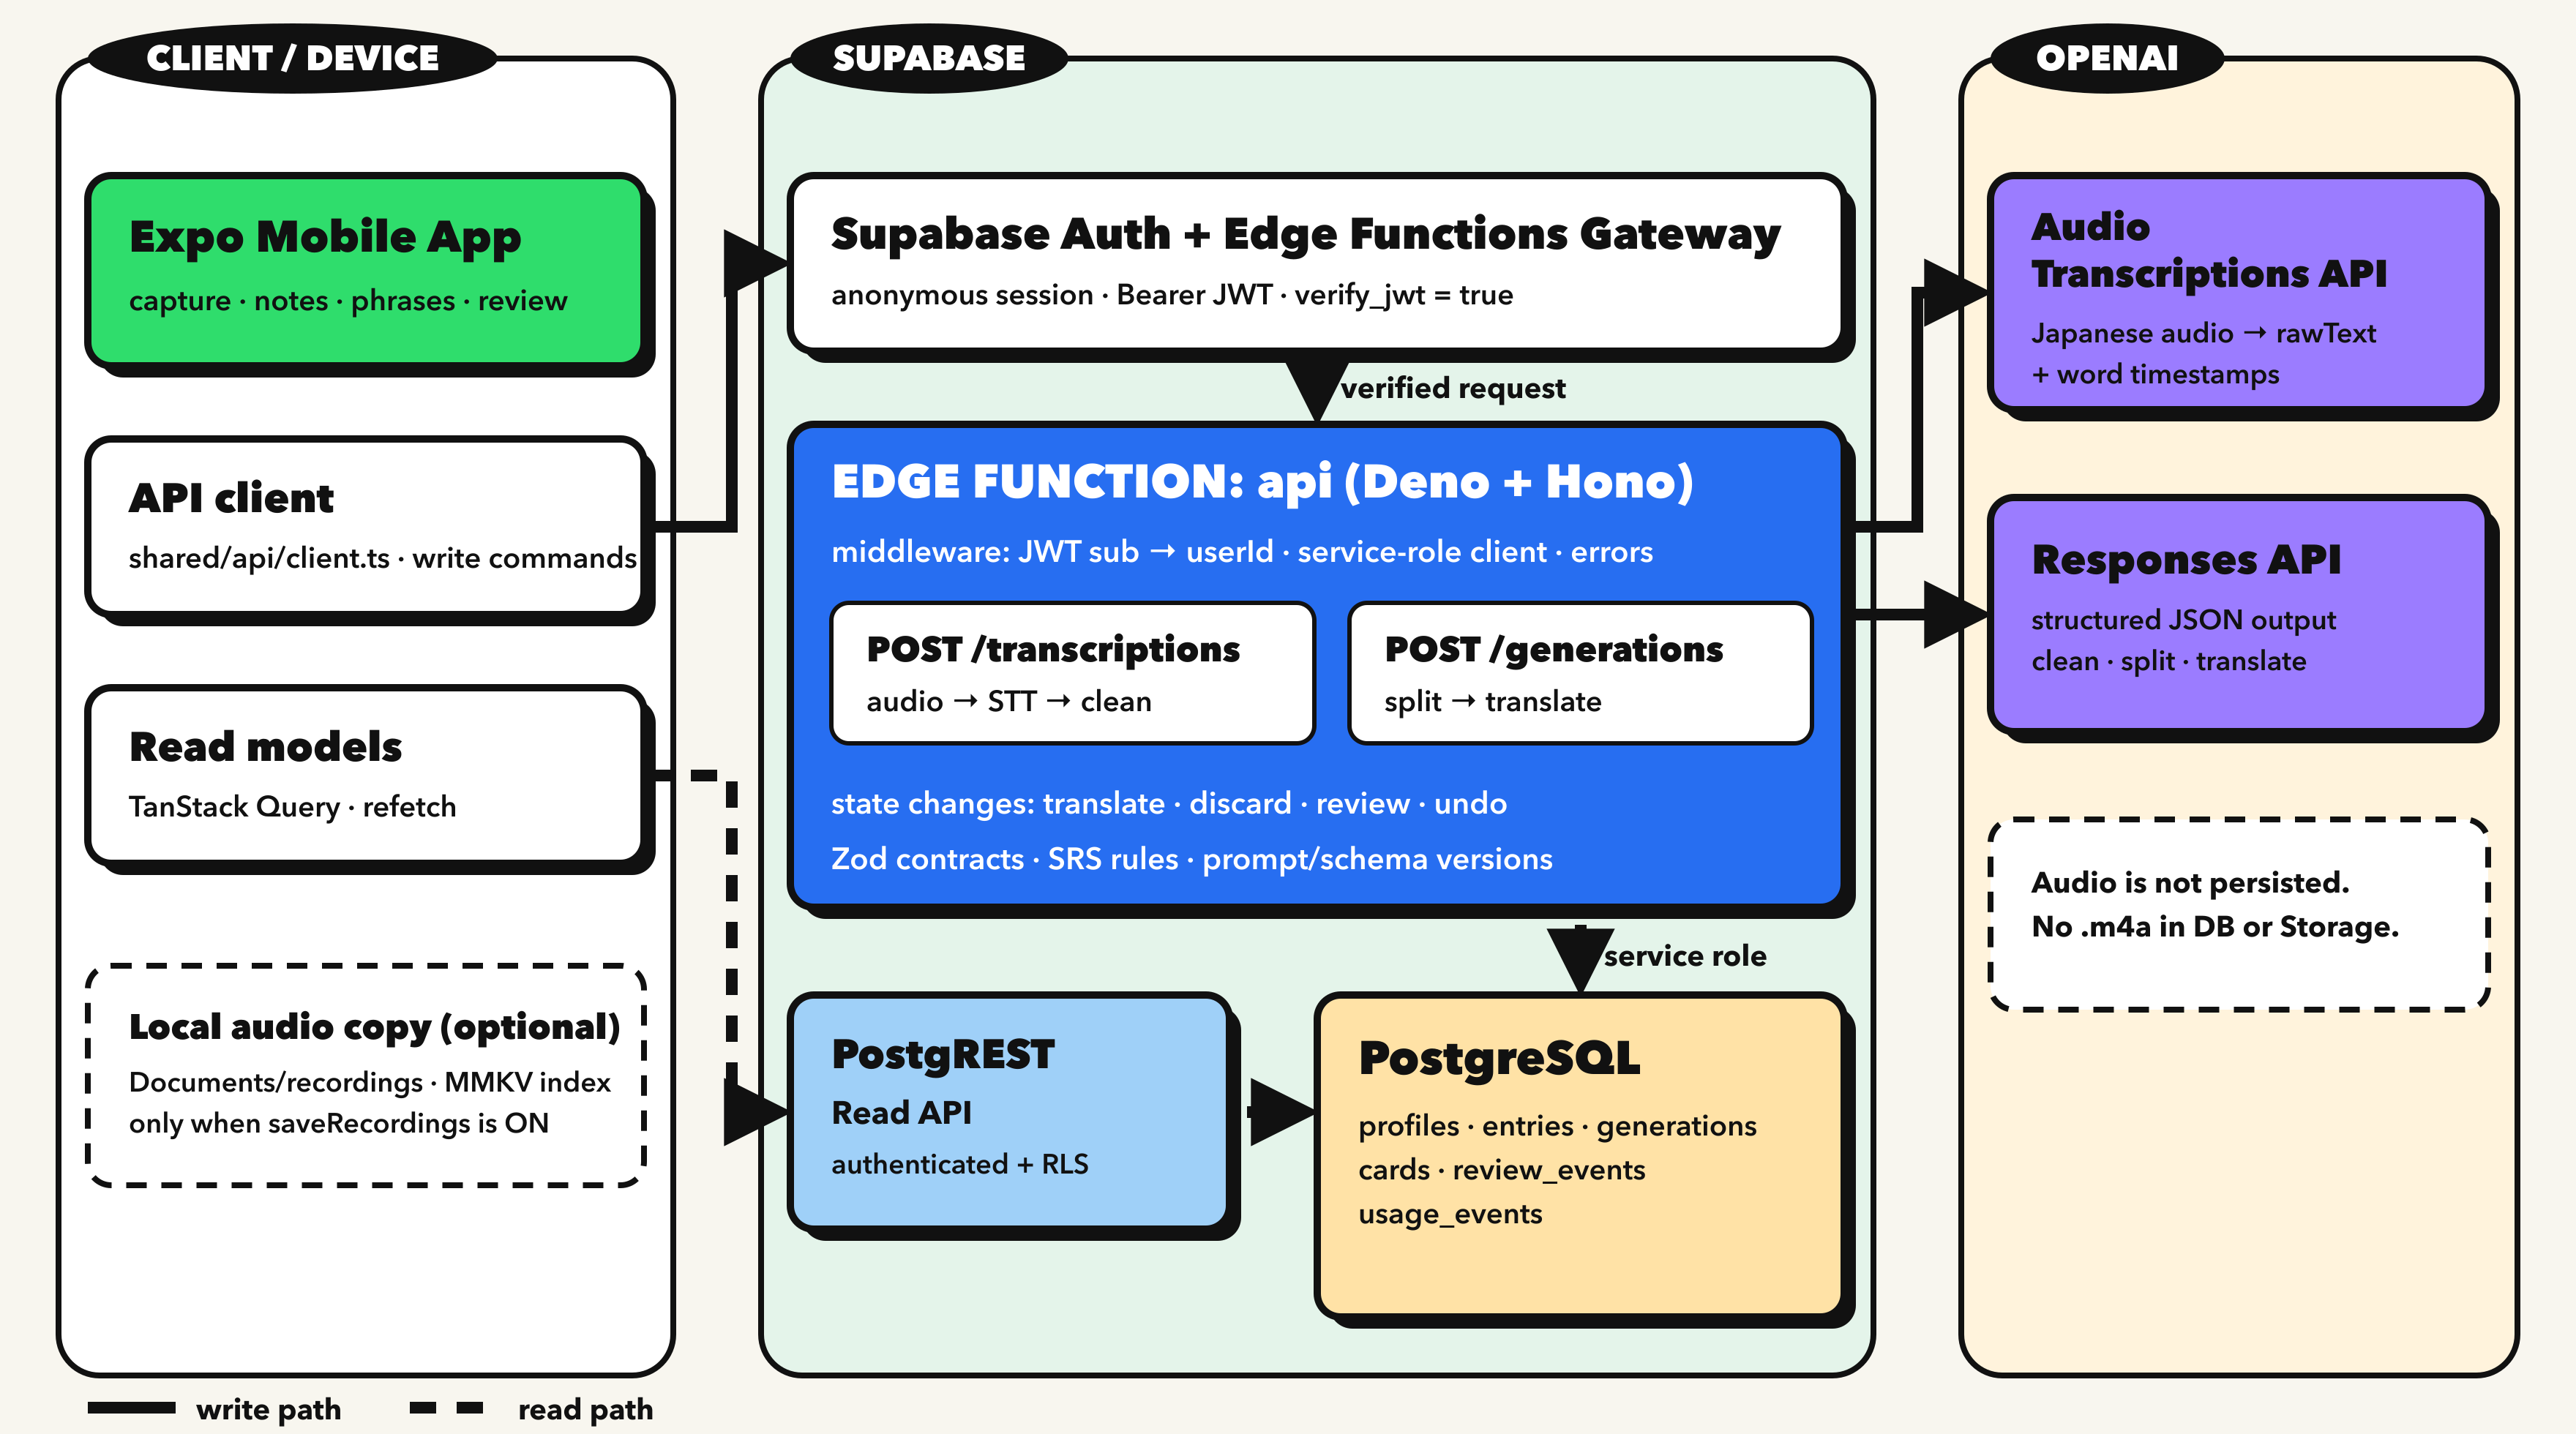 CLIENT / DEVICE
Expo Mobile App
capture · notes · phrases · review
API client
shared/api/client.ts · write commands
Read models
TanStack Query · refetch
Local audio copy (optional)
Documents/recordings · MMKV index
only when saveRecordings is ON
SUPABASE
Supabase Auth + Edge Functions Gateway
anonymous session · Bearer JWT · verify_jwt = true
verified request
EDGE FUNCTION: api (Deno + Hono)
middleware: JWT sub → userId · service-role client · errors
POST /transcriptions
audio → STT → clean
POST /generations
split → translate
state changes: translate · discard · review · undo
Zod contracts · SRS rules · prompt/schema versions
service role
PostgREST
Read API
authenticated + RLS
PostgreSQL
profiles · entries · generations
cards · review_events
usage_events
OPENAI
Audio
Transcriptions API
Japanese audio → rawText
+ word timestamps
Responses API
structured JSON output
clean · split · translate
Audio is not persisted.
No .m4a in DB or Storage.
write path
read path